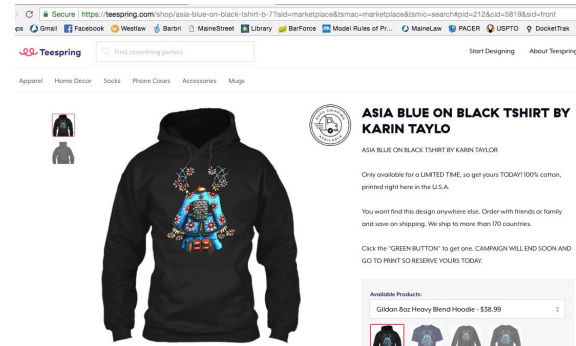 Secure | https://teespring.com/shop/asia-blue-on-black-tshirt-b-7?aid=marketplace&tsmac=marketplace&tsmic=search#pid=212&cid=5819&sid=front
Gmail Facebook Westlaw Barbri MaineStreet Library BarForce Model Rules of Pr... MaineLaw PACER USPTO DocketTrak
Teespring
Find something perfect.
Start Designing About Teespring
Apparel Home Decor Socks Phone Cases Accessories Mugs
ASIA BLUE ON BLACK TSHIRT BY
KARIN TAYLO
ASIA BLUE ON BLACK TSHIRT BY KARIN TAYLOR
Only available for a LIMITED TIME, so get yours TODAY! 100% cotton,
printed right here in the U.S.A.
You wont find this design anywhere else. Order with friends or family
and save on shipping. We ship to more than 170 countries.
Click the "GREEN BUTTON" to get one. CAMPAIGN WILL END SOON AND
GO TO PRINT SO RESERVE YOURS TODAY.
Available Products:
Gildan 8oz Heavy Blend Hoodie - $38.99